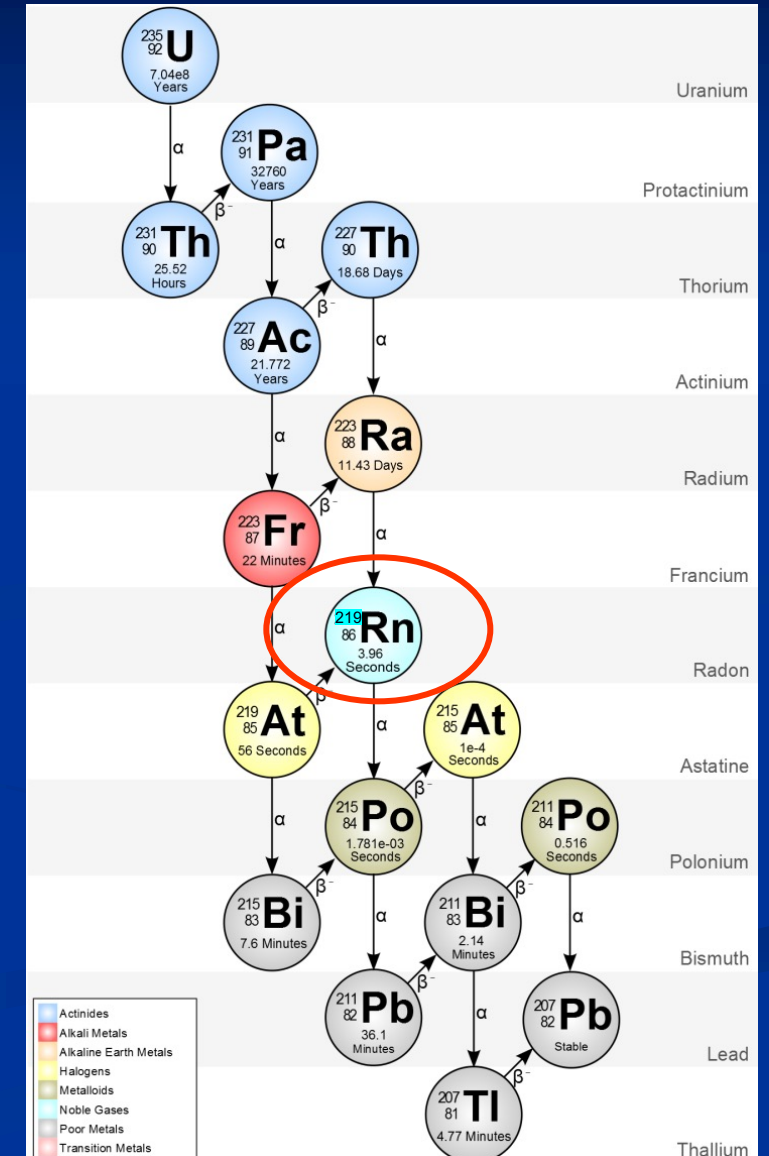 235
92 U
7.04e8
Years
Uranium
α
231
91 Pa
32760
Years
Protactinium
β⁻
231
90 Th
25.52
Hours
α
227
90 Th
18.68 Days
Thorium
β⁻
227
89 Ac
21.772
Years
α
Actinium
α
223
88 Ra
11.43 Days
Radium
β⁻
223
87 Fr
22 Minutes
α
Francium
α
219
86 Rn
3.96
Seconds
Radon
β⁻
219
85 At
56 Seconds
α
215
85 At
1e-4
Seconds
Astatine
β⁻
α
215
84 Po
1.781e-03
Seconds
α
211
84 Po
0.516
Seconds
Polonium
β⁻
β⁻
215
83 Bi
7.6 Minutes
α
211
83 Bi
2.14
Minutes
α
Bismuth
β⁻
211
82 Pb
36.1
Minutes
α
207
82 Pb
Stable
Lead
β⁻
207
81 Tl
4.77 Minutes
Thallium
Actinides
Alkali Metals
Alkaline Earth Metals
Halogens
Metalloids
Noble Gases
Poor Metals
Transition Metals